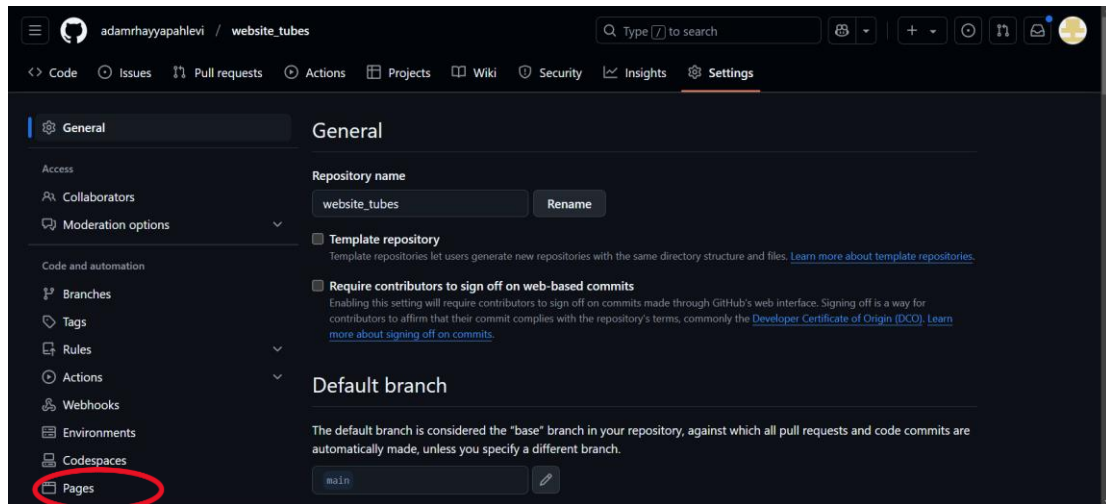 adamrhayyapahlevi / website_tubes
Type / to search
Code Issues Pull requests Actions Projects Wiki Security Insights Settings
General
Access
Collaborators
Moderation options
Code and automation
Branches
Tags
Rules
Actions
Webhooks
Environments
Codespaces
Pages
General
Repository name
website_tubes Rename
Template repository
Template repositories let users generate new repositories with the same directory structure and files. Learn more about template repositories.
Require contributors to sign off on web-based commits
Enabling this setting will require contributors to sign off on commits made through GitHub's web interface. Signing off is a way for
contributors to affirm that their commit complies with the repository's terms, commonly the Developer Certificate of Origin (DCO). Learn
more about signing off on commits.
Default branch
The default branch is considered the "base" branch in your repository, against which all pull requests and code commits are
automatically made, unless you specify a different branch.
main